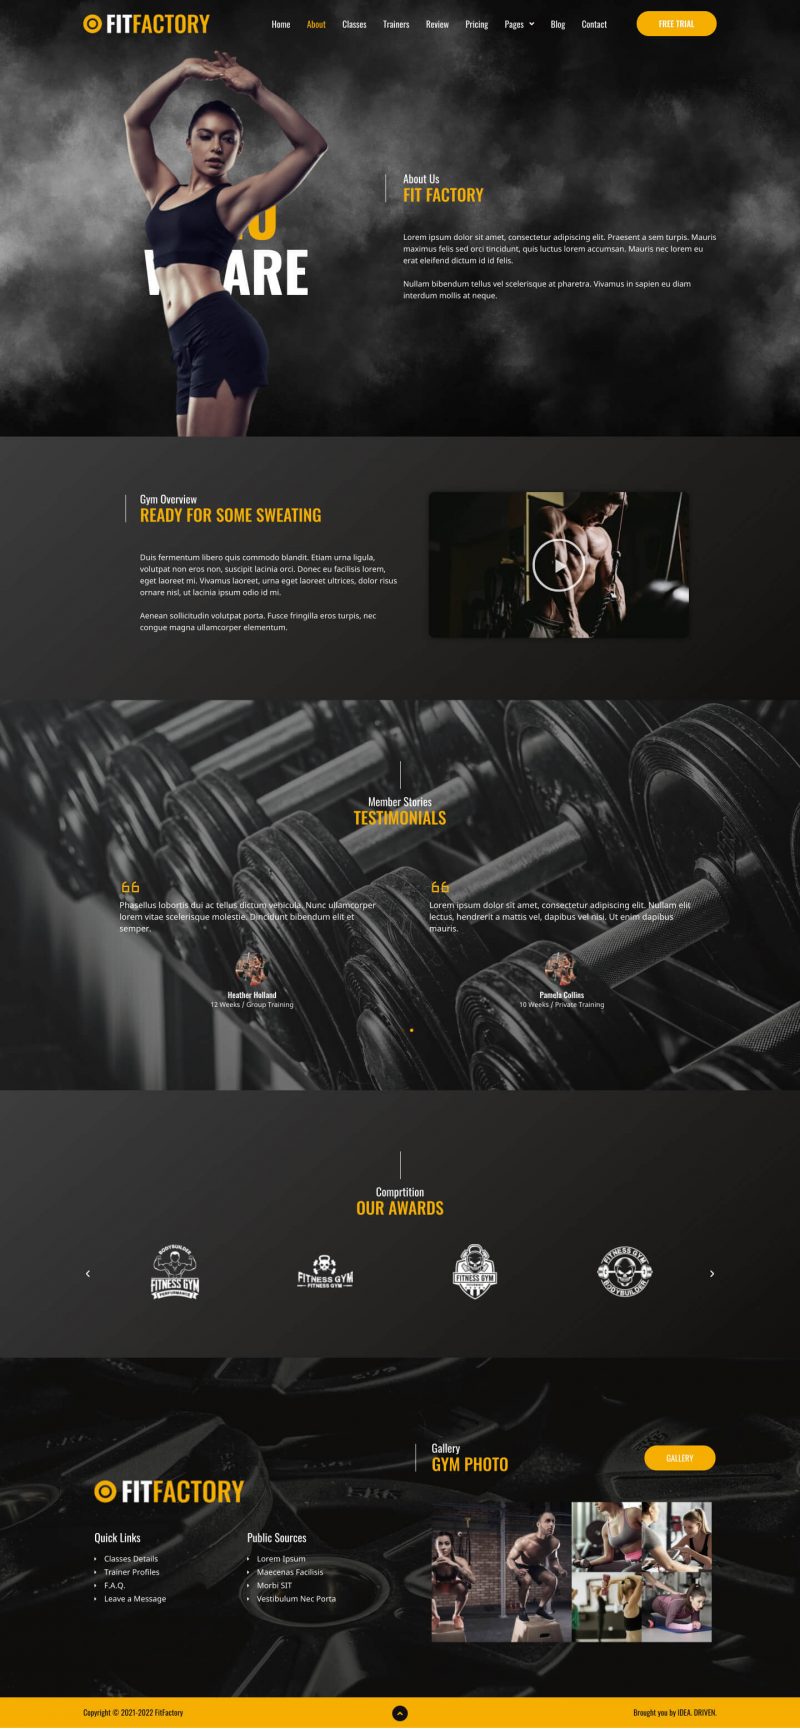 FITFACTORY
Home About Classes Trainers Review Pricing Pages Blog Contact FREE TRIAL
ARE
About Us
FIT FACTORY
Lorem ipsum dolor sit amet, consectetur adipiscing elit. Praesent a sem turpis. Mauris
maximus felis sed orci tincidunt, quis luctus lorem accumsan. Mauris nec lorem eu
erat eleifend dictum id id felis.
Nullam bibendum tellus vel scelerisque at pharetra. Vivamus in sapien eu diam
interdum mollis at neque.
Gym Overview
READY FOR SOME SWEATING
Duis fermentum libero quis commodo blandit. Etiam urna ligula,
volutpat non eros non, suscipit lacinia orci. Donec eu facilisis lorem,
eget laoreet mi. Vivamus laoreet, urna eget laoreet ultrices, dolor risus
ornare nisl, ut lacinia ipsum odio id mi.
Aenean sollicitudin volutpat porta. Fusce fringilla eros turpis, nec
congue magna ullamcorper elementum.
Member Stories
TESTIMONIALS
Phasellus lobortis dui ac tellus dictum vehicula. Nunc ullamcorper
lorem vitae scelerisque molestie. Dincidunt bibendum elit et
semper.
Heather Holland
12 Weeks / Group Training
Lorem ipsum dolor sit amet, consectetur adipiscing elit. Nullam elit
lectus, hendrerit a mattis vel, dapibus vel nisi. Ut enim dapibus
mauris.
Pamela Collins
10 Weeks / Private Training
Comprtition
OUR AWARDS
BODYBUILDER
FITNESS GYM
PERFORMANCE
FITNESS GYM
FITNESS GYM
FITNESS GYM
FITNESS GYM
BODYBUILDER
FITFACTORY
Quick Links
Classes Details
Trainer Profiles
F.A.Q.
Leave a Message
Public Sources
Lorem Ipsum
Maecenas Facilisis
Morbi SIT
Vestibulum Nec Porta
Gallery
GYM PHOTO
GALLERY
Copyright © 2021-2022 FitFactory
Brought you by IDEA. DRIVEN.